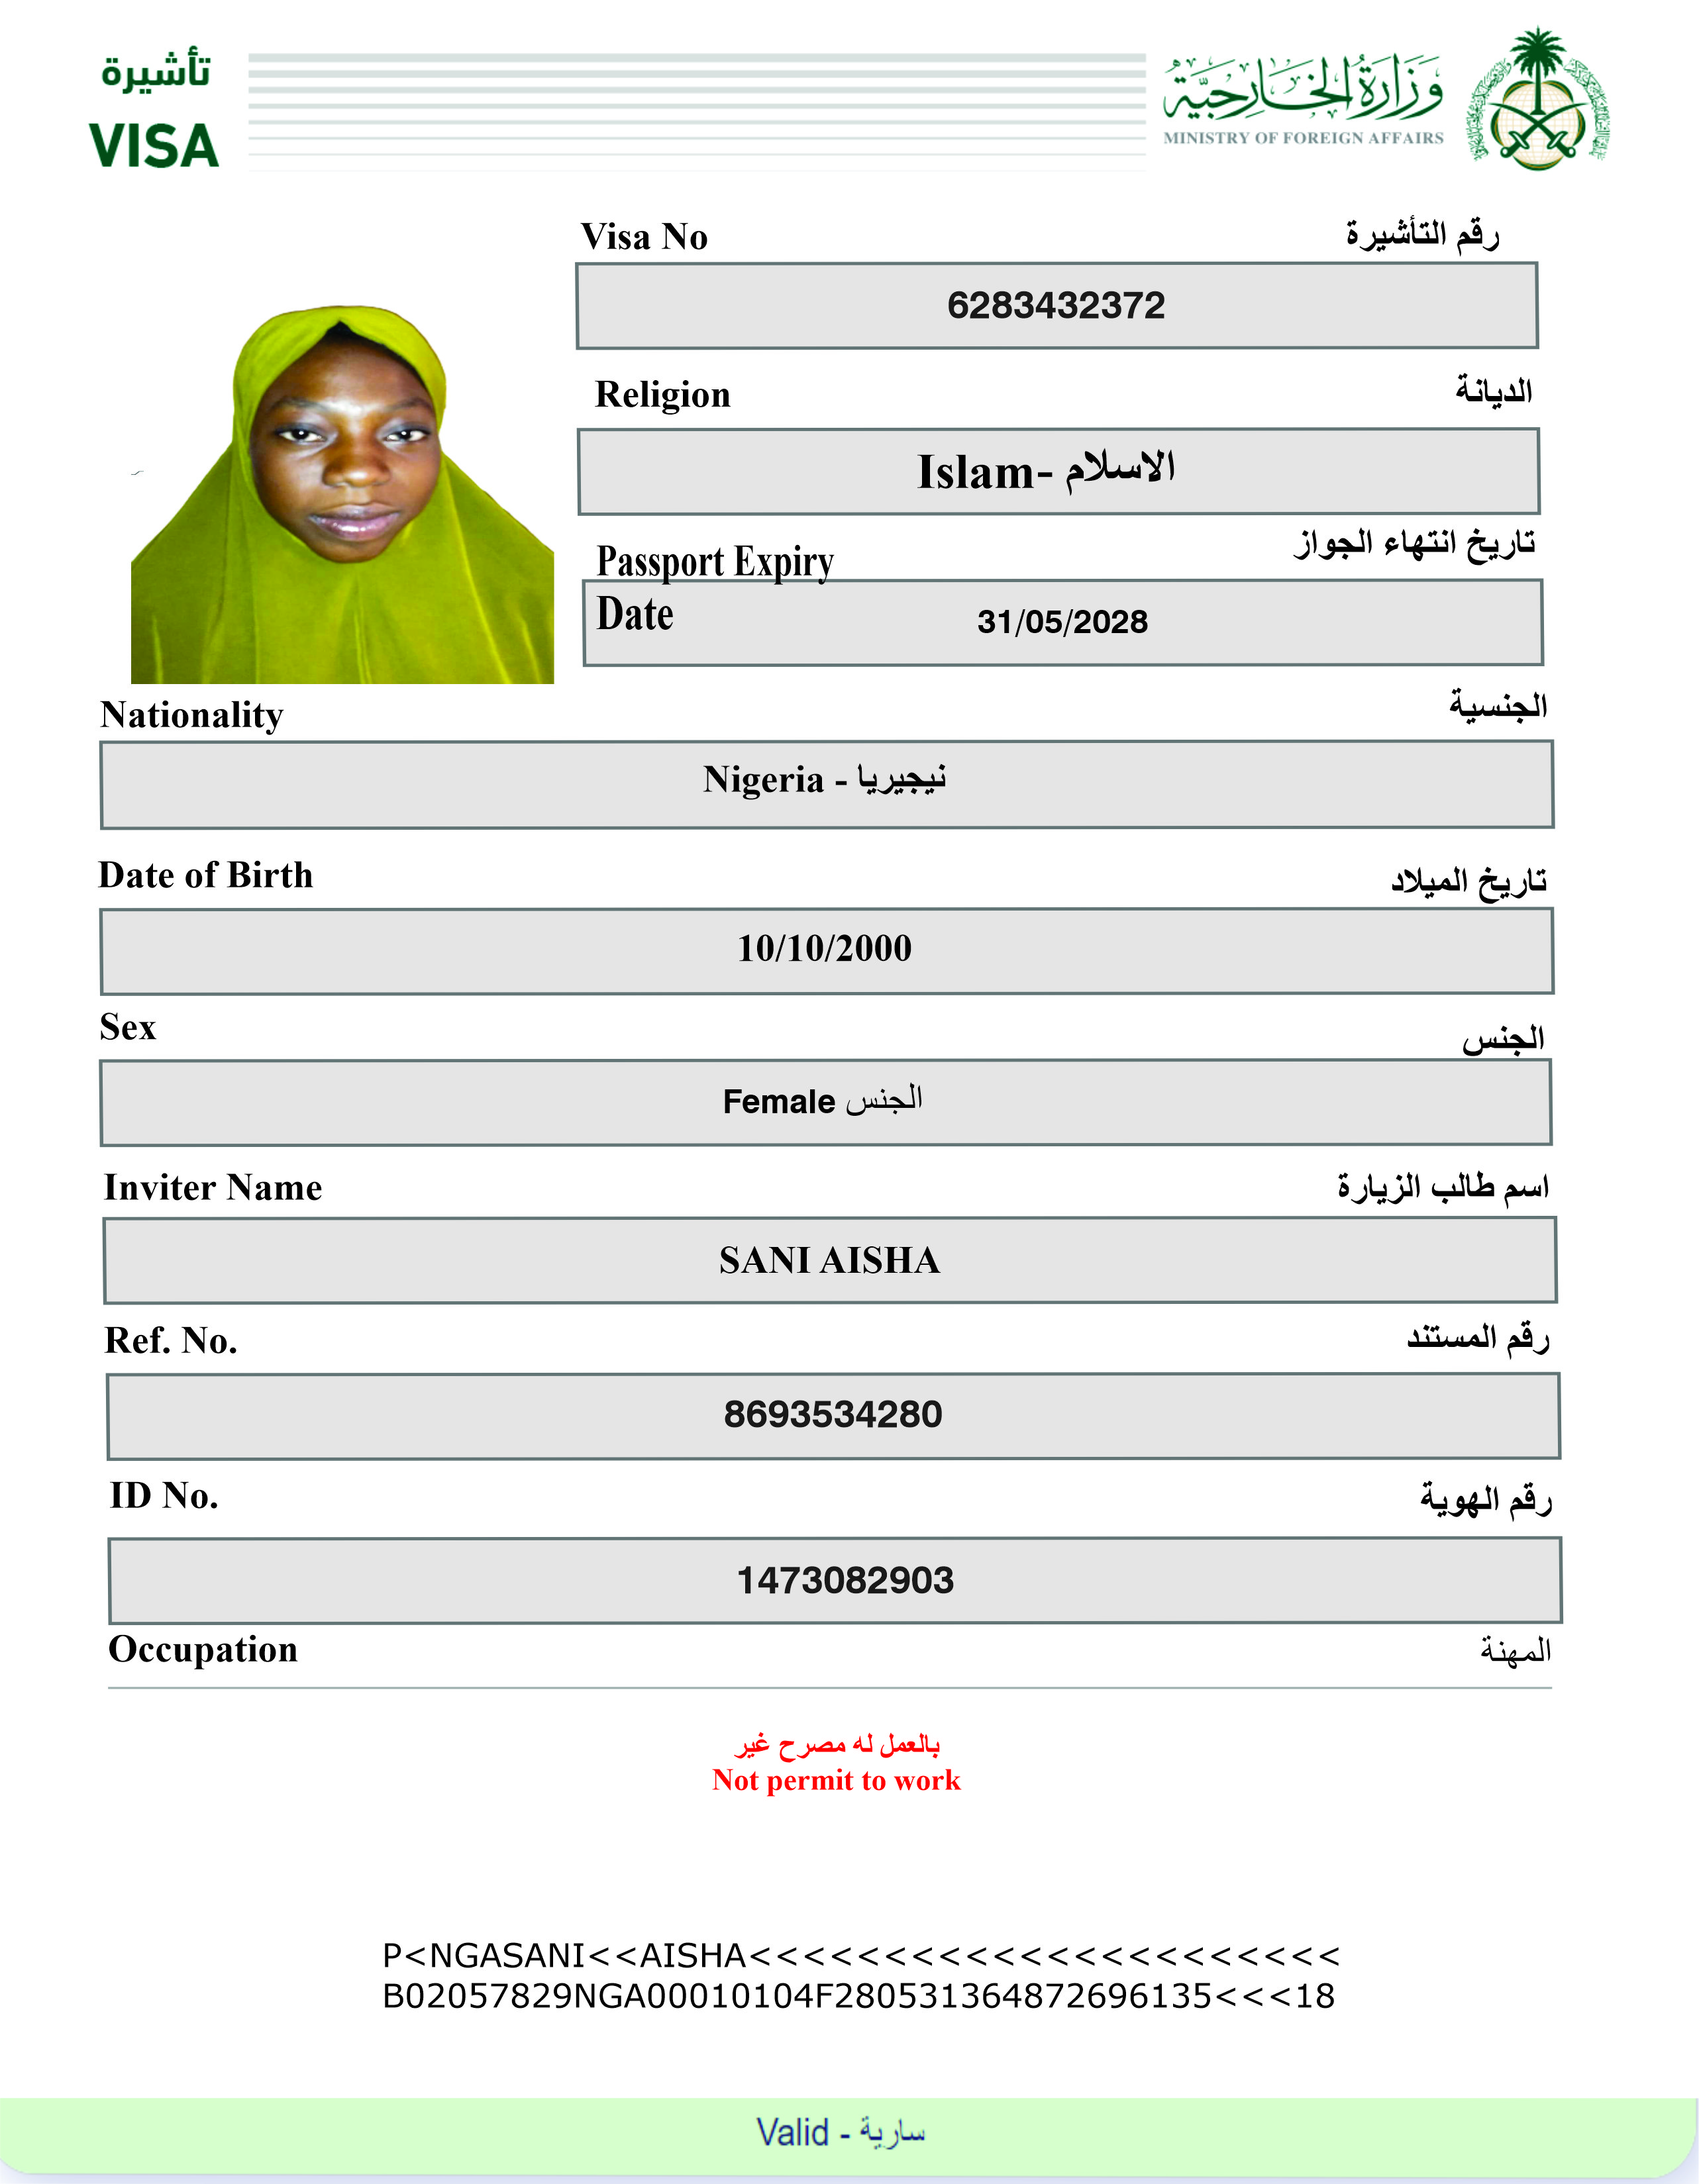 تأشيرة
VISA
وزارة الخارجية
MINISTRY OF FOREIGN AFFAIRS
Visa No رقم التأشيرة
6283432372
Religion الديانة
Islam- الاسلام
Passport Expiry تاريخ انتهاء الجواز
Date 31/05/2028
Nationality الجنسية
Nigeria - نيجيريا
Date of Birth تاريخ الميلاد
10/10/2000
Sex الجنس
Female الجنس
Inviter Name اسم طالب الزيارة
SANI AISHA
Ref. No. رقم المستند
8693534280
ID No. رقم الهوية
1473082903
Occupation المهنة
بالعمل له مصرح غير
Not permit to work
P<NGASANI<<AISHA<<<<<<<<<<<<<<<<<<<<<<
B02057829NGA00010104F280531364872696135<<<18
Valid - سارية